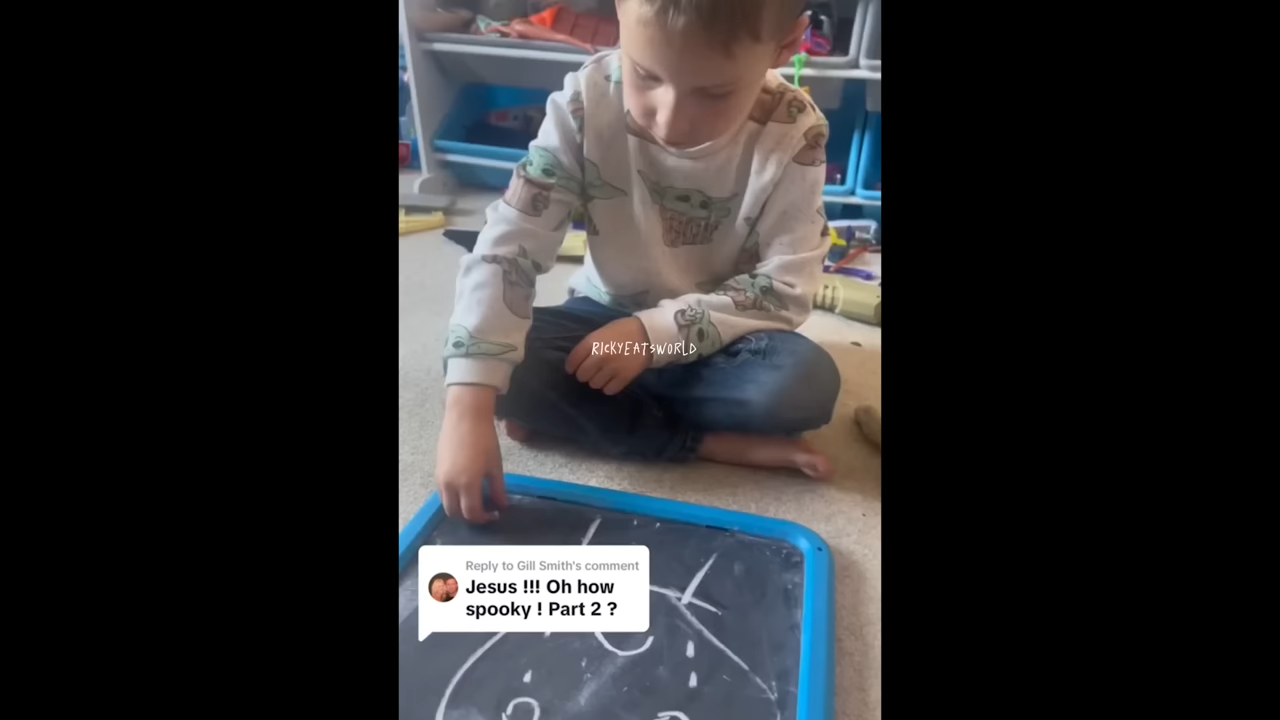 RICKYEATSWORLD
Reply to Gill Smith's comment
Jesus !!! Oh how
spooky ! Part 2 ?